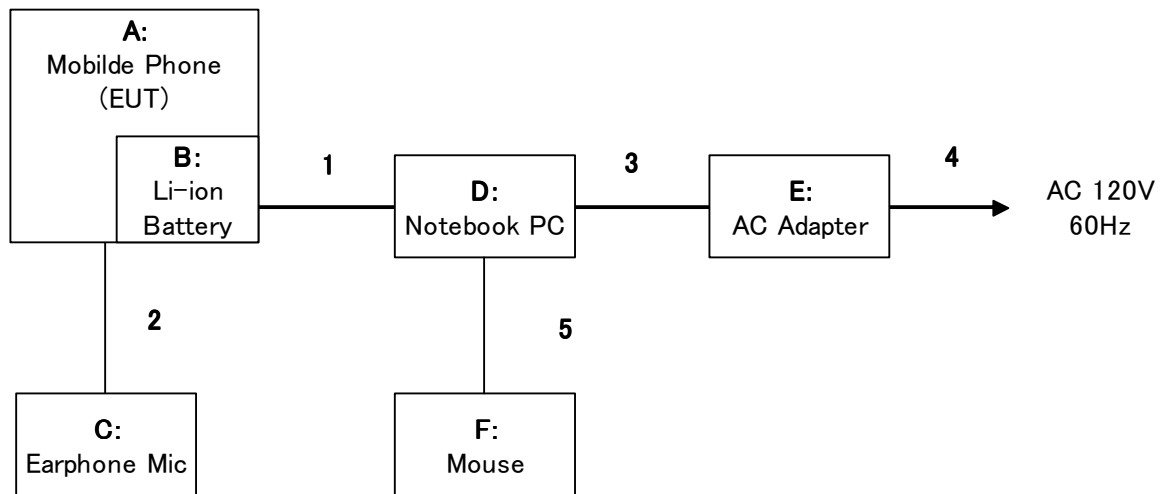 A:
Mobilde Phone
(EUT)
B:
Li-ion
Battery
1
D:
Notebook PC
3
E:
AC Adapter
4
AC 120V
60Hz
2
5
C:
Earphone Mic
F:
Mouse